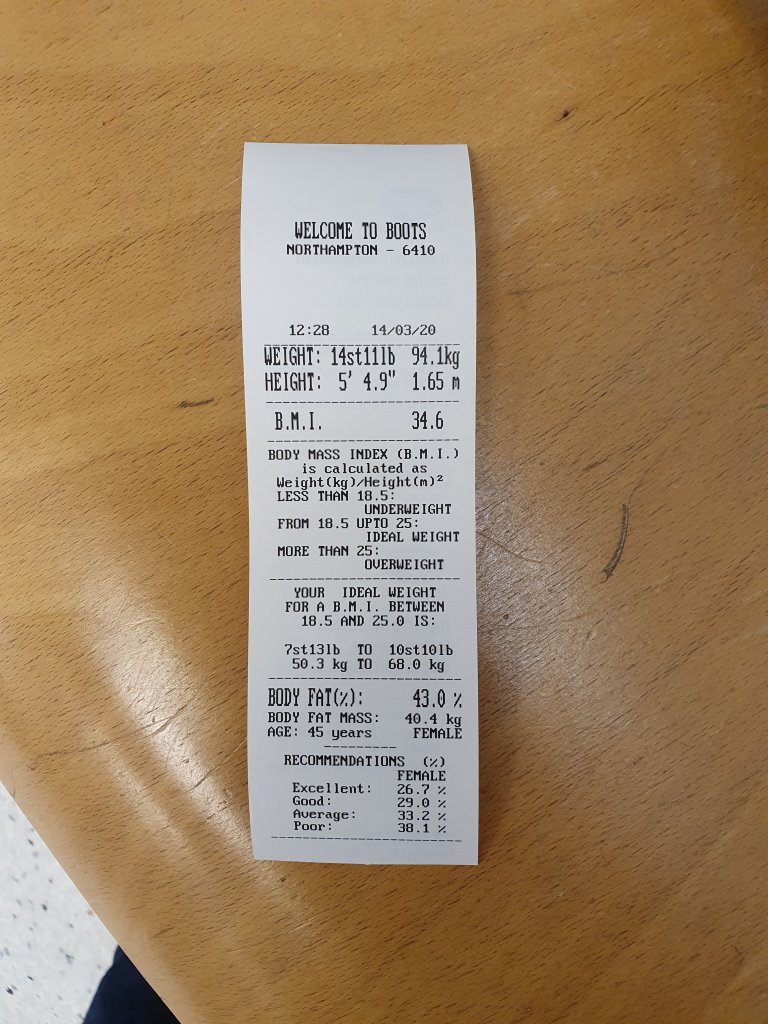 WELCOME TO BOOTS
NORTHAMPTON - 6410
12:28 14/03/20
WEIGHT: 14st11lb 94.1kg
HEIGHT: 5' 4.9" 1.65 m
B.M.I. 34.6
BODY MASS INDEX (B.M.I.)
is calculated as
Weight(kg)/Height(m)²
LESS THAN 18.5:
UNDERWEIGHT
FROM 18.5 UPTO 25:
IDEAL WEIGHT
MORE THAN 25:
OVERWEIGHT
YOUR IDEAL WEIGHT
FOR A B.M.I. BETWEEN
18.5 AND 25.0 IS:
7st13lb TO 10st10lb
50.3 kg TO 68.0 kg
BODY FAT(%): 43.0 %
BODY FAT MASS: 40.4 kg
AGE: 45 years FEMALE
RECOMMENDATIONS (%)
FEMALE
Excellent: 26.7 %
Good: 29.0 %
Average: 33.2 %
Poor: 38.1 %